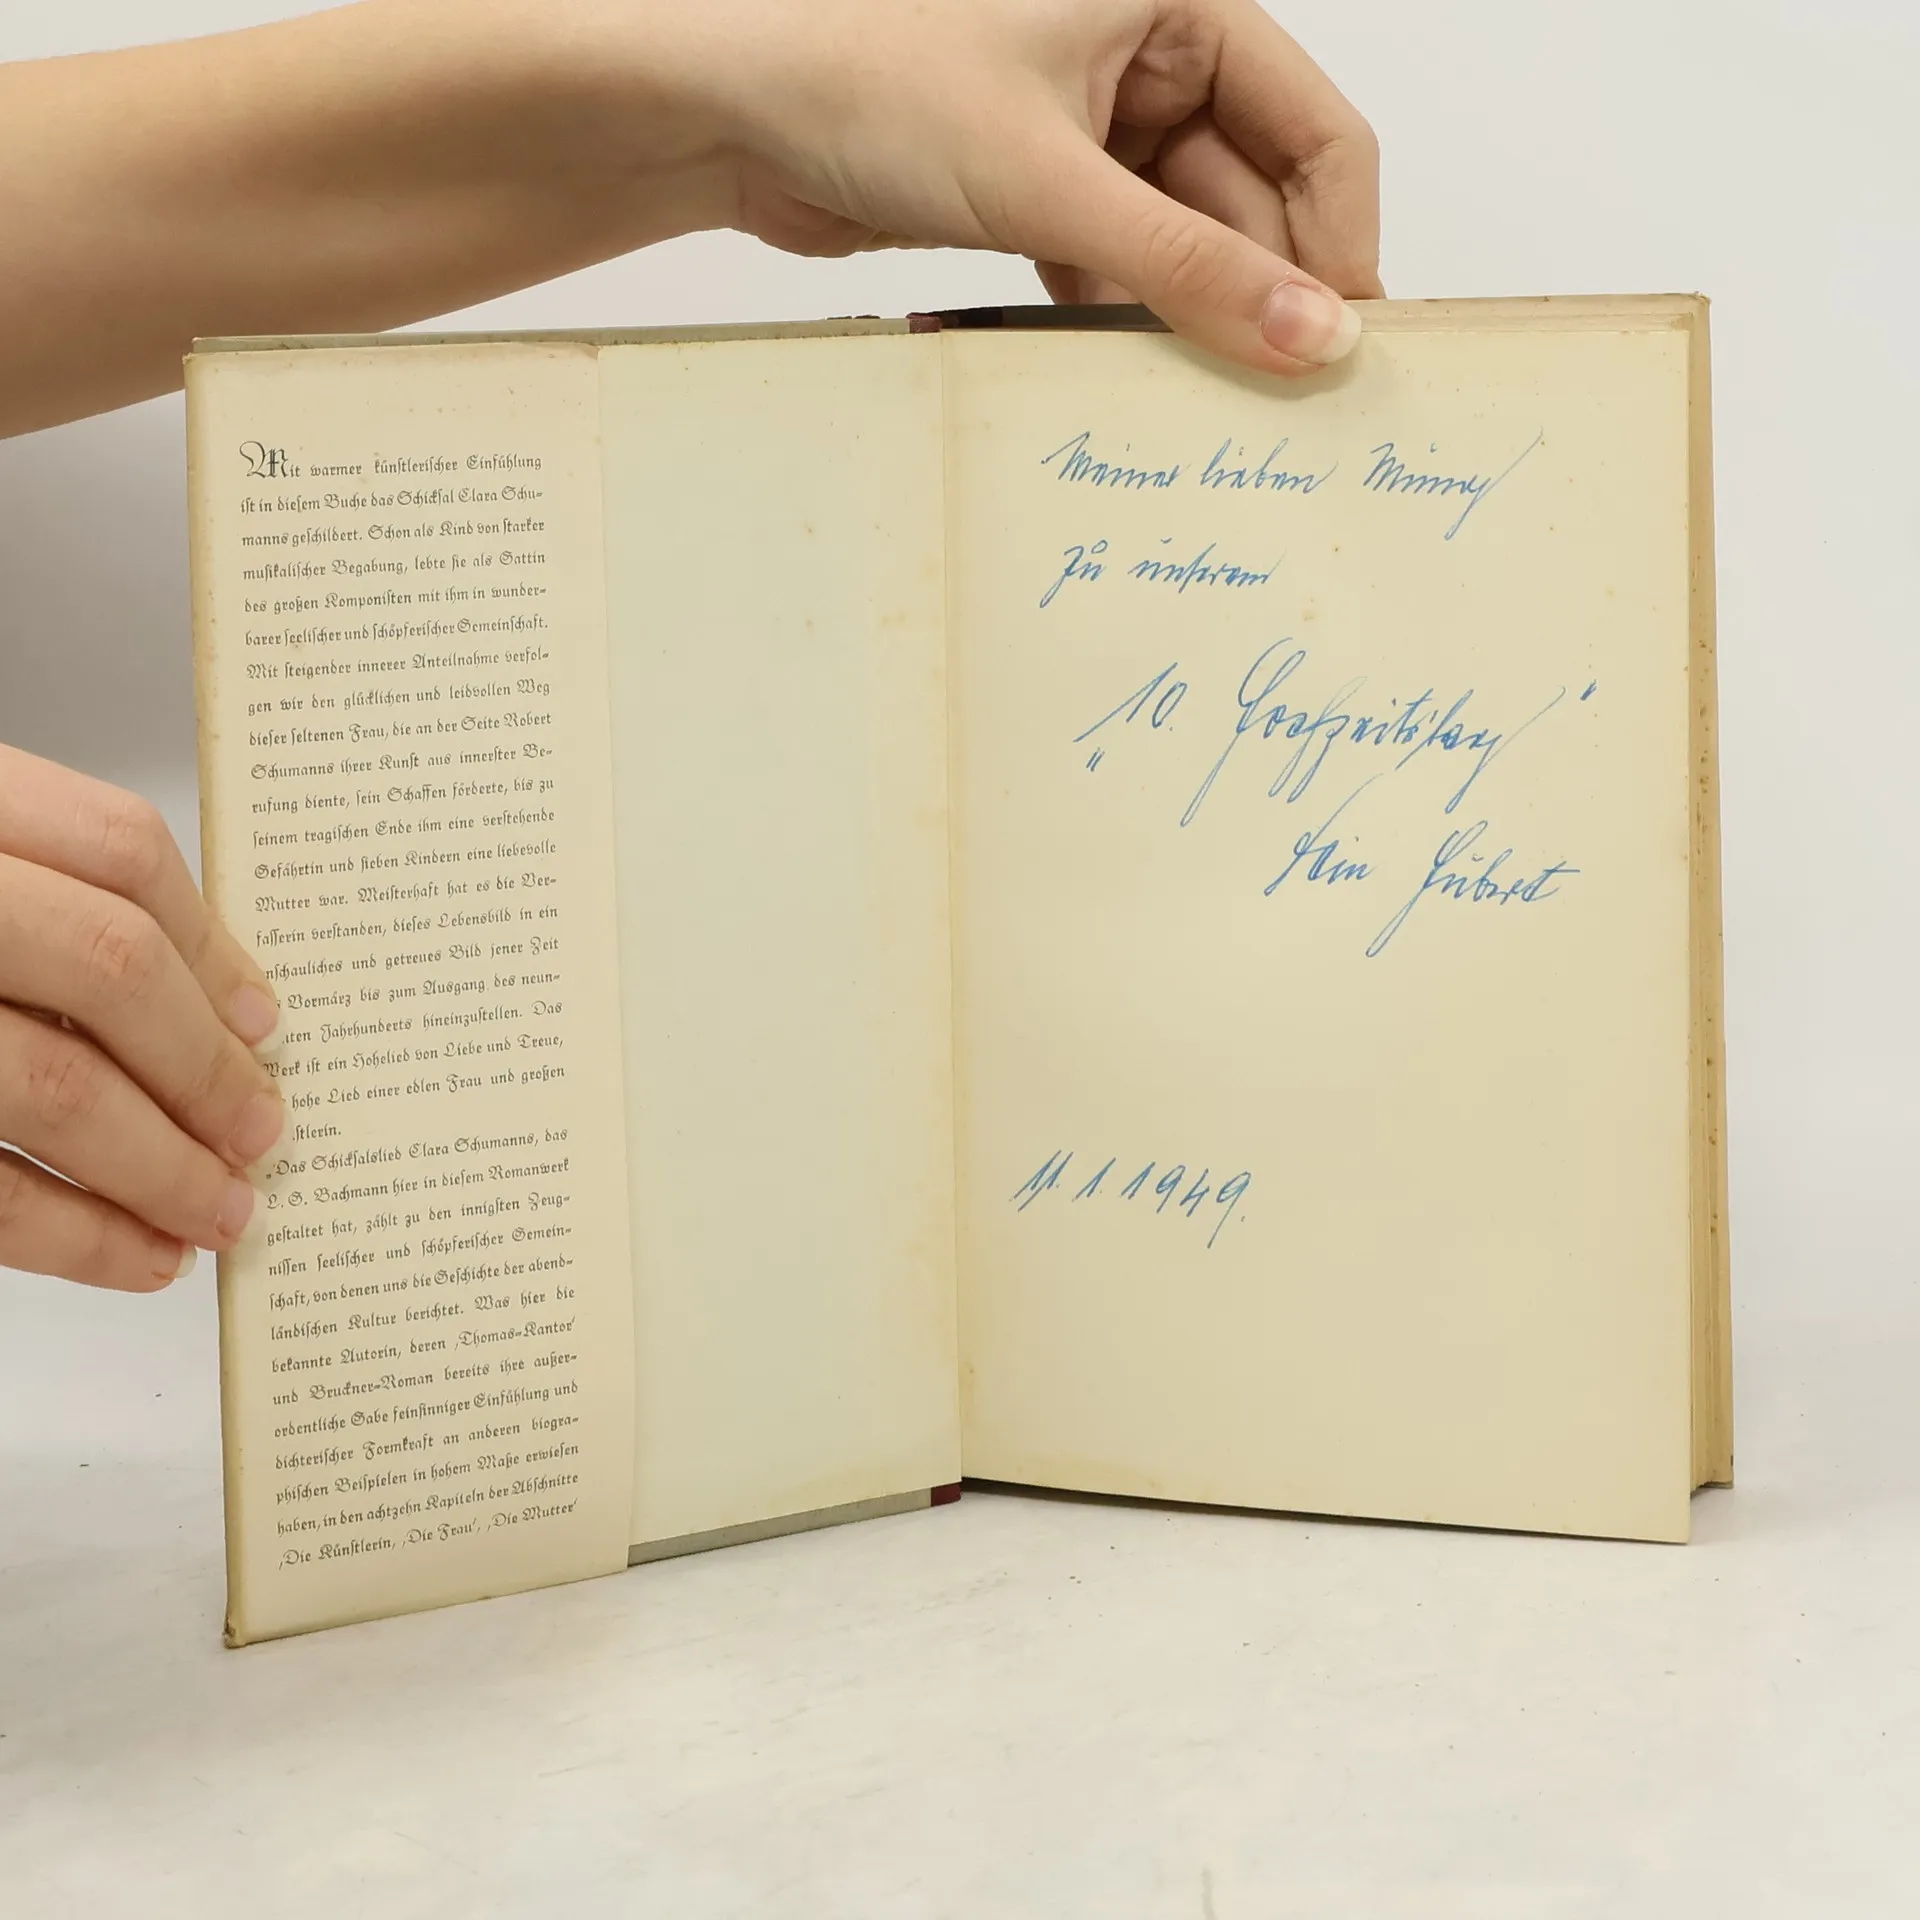 Mit warmer künstlerischer Einfühlung
ist in diesem Buche das Schicksal Clara Schu-
manns geschildert. Schon als Kind von starker
musikalischer Begabung, lebte sie als Gattin
des großen Komponisten mit ihm in wunder-
barer seelischer und schöpferischer Gemeinschaft.
Mit steigender innerer Anteilnahme verfol-
gen wir den glücklichen und leidvollen Weg
dieser seltenen Frau, die an der Seite Robert
Schumanns ihrer Kunst aus innerster Be-
rufung diente, sein Schaffen förderte, bis zu
seinem tragischen Ende ihm eine verstehende
Gefährtin und sieben Kindern eine liebevolle
Mutter war. Meisterhaft hat es die Ver-
fasserin verstanden, dieses Lebensbild in ein
nschauliches und getreues Bild jener Zeit
s Vormärz bis zum Ausgang des neun-
nten Jahrhunderts hineinzustellen. Das
Werk ist ein Hohelied von Liebe und Treue,
hohe Lied einer edlen Frau und großen
stlerin.
„Das Schicksalslied Clara Schumanns, das
L. G. Bachmann hier in diesem Romanwerk
gestaltet hat, zählt zu den innigsten Zeug-
nissen seelischer und schöpferischer Gemein-
schaft, von denen uns die Geschichte der abend-
ländischen Kultur berichtet. Was hier die
bekannte Autorin, deren ‚Thomas-Kantor‘
und Bruckner-Roman bereits ihre außer-
ordentliche Gabe feinsinniger Einfühlung und
dichterischer Formkraft an anderen biogra-
phischen Beispielen in hohem Maße erwiesen
haben, in den achtzehn Kapiteln der Abschnitte
‚Die Künstlerin, ‚Die Frau‘, ‚Die Mutter‘
Meiner lieben
zu unserem
„10. Hochzeitstag"
Dein Hubert
11. 1. 1949.